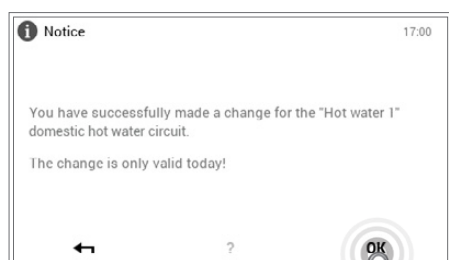 i Notice 17:00
You have successfully made a change for the "Hot water 1"
domestic hot water circuit.
The change is only valid today!
? OK